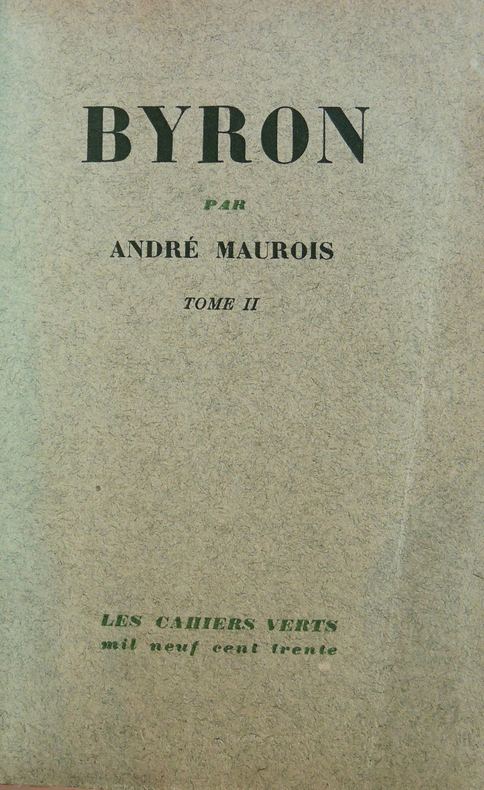 BYRON
PAR
ANDRÉ MAUROIS
TOME II
LES CAHIERS VERTS
mil neuf cent trente